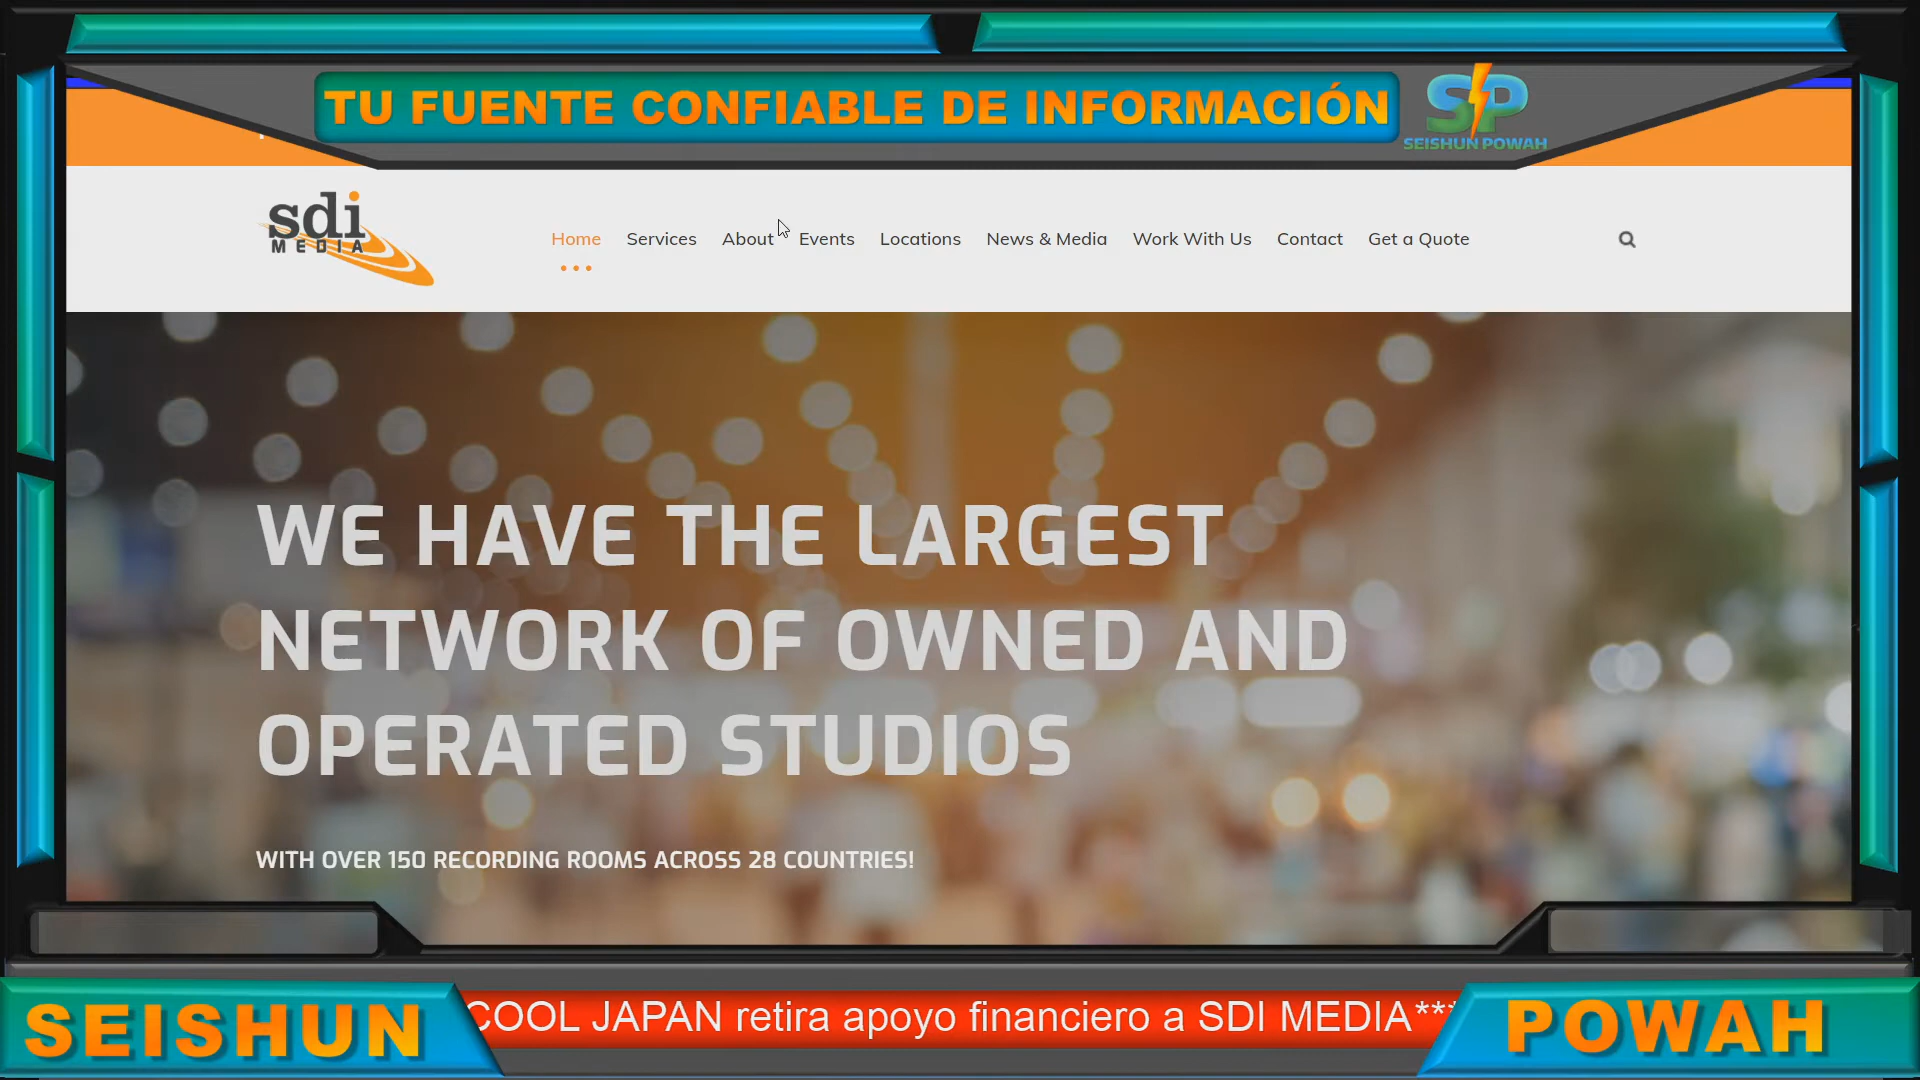 TU FUENTE CONFIABLE DE INFORMACIÓN
SP
SEISHUN POWAH
sdi
MEDIA
Home Services About Events Locations News & Media Work With Us Contact Get a Quote
WE HAVE THE LARGEST
NETWORK OF OWNED AND
OPERATED STUDIOS
WITH OVER 150 RECORDING ROOMS ACROSS 28 COUNTRIES!
SEISHUN
COOL JAPAN retira apoyo financiero a SDI MEDIA***
POWAH